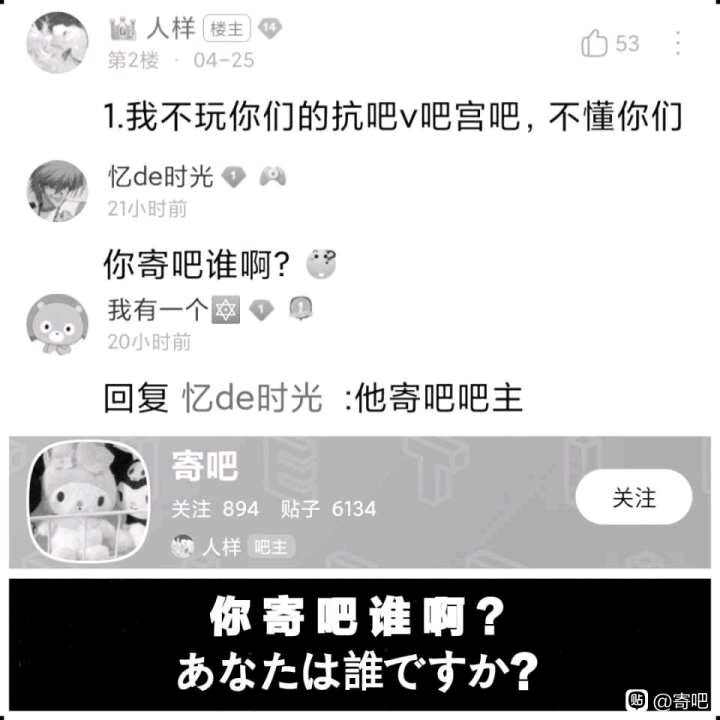 人样 楼主 14
第2楼 · 04-25
53
1.我不玩你们的抗吧v吧宫吧，不懂你们
忆de时光 1
21小时前
你寄吧谁啊？
我有一个🔯 1 1
20小时前
回复 忆de时光 :他寄吧吧主
寄吧
关注 894 贴子 6134
关注
人样 吧主
你寄吧谁啊？
あなたは誰ですか?
贴 @寄吧